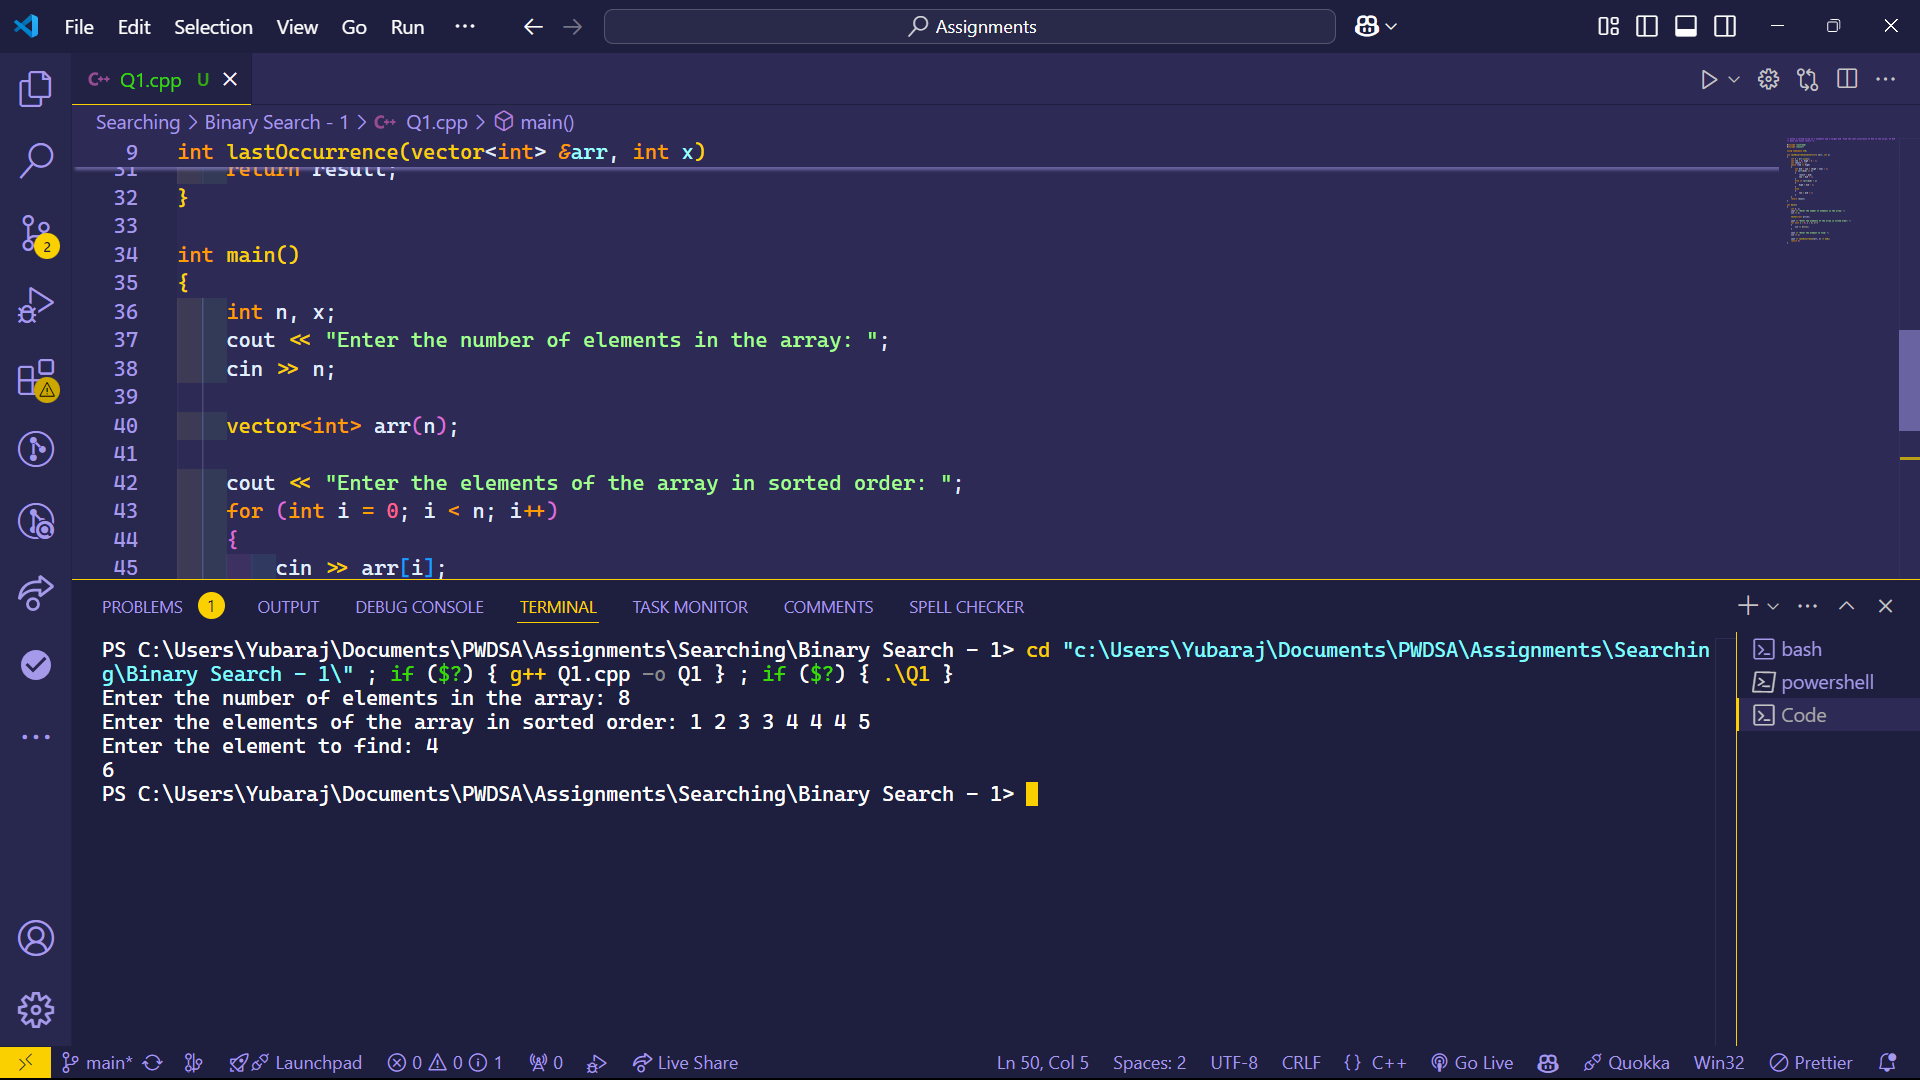 File Edit Selection View Go Run ... Assignments
C++ Q1.cpp U
Searching > Binary Search - 1 > C++ Q1.cpp > main()
9 int lastOccurrence(vector<int> &arr, int x)
31 return result;
32 }
33
34 int main()
35 {
36 int n, x;
37 cout << "Enter the number of elements in the array: ";
38 cin >> n;
39
40 vector<int> arr(n);
41
42 cout << "Enter the elements of the array in sorted order: ";
43 for (int i = 0; i < n; i++)
44 {
45 cin >> arr[i];
2
PROBLEMS 1 OUTPUT DEBUG CONSOLE TERMINAL TASK MONITOR COMMENTS SPELL CHECKER
PS C:\Users\Yubaraj\Documents\PWDSA\Assignments\Searching\Binary Search - 1> cd "c:\Users\Yubaraj\Documents\PWDSA\Assignments\Searchin
g\Binary Search - 1\" ; if ($?) { g++ Q1.cpp -o Q1 } ; if ($?) { .\Q1 }
Enter the number of elements in the array: 8
Enter the elements of the array in sorted order: 1 2 3 3 4 4 4 5
Enter the element to find: 4
6
PS C:\Users\Yubaraj\Documents\PWDSA\Assignments\Searching\Binary Search - 1>
bash
powershell
Code
main* Launchpad 0 0 1 0 Live Share Ln 50, Col 5 Spaces: 2 UTF-8 CRLF {} C++ Go Live Quokka Win32 Prettier